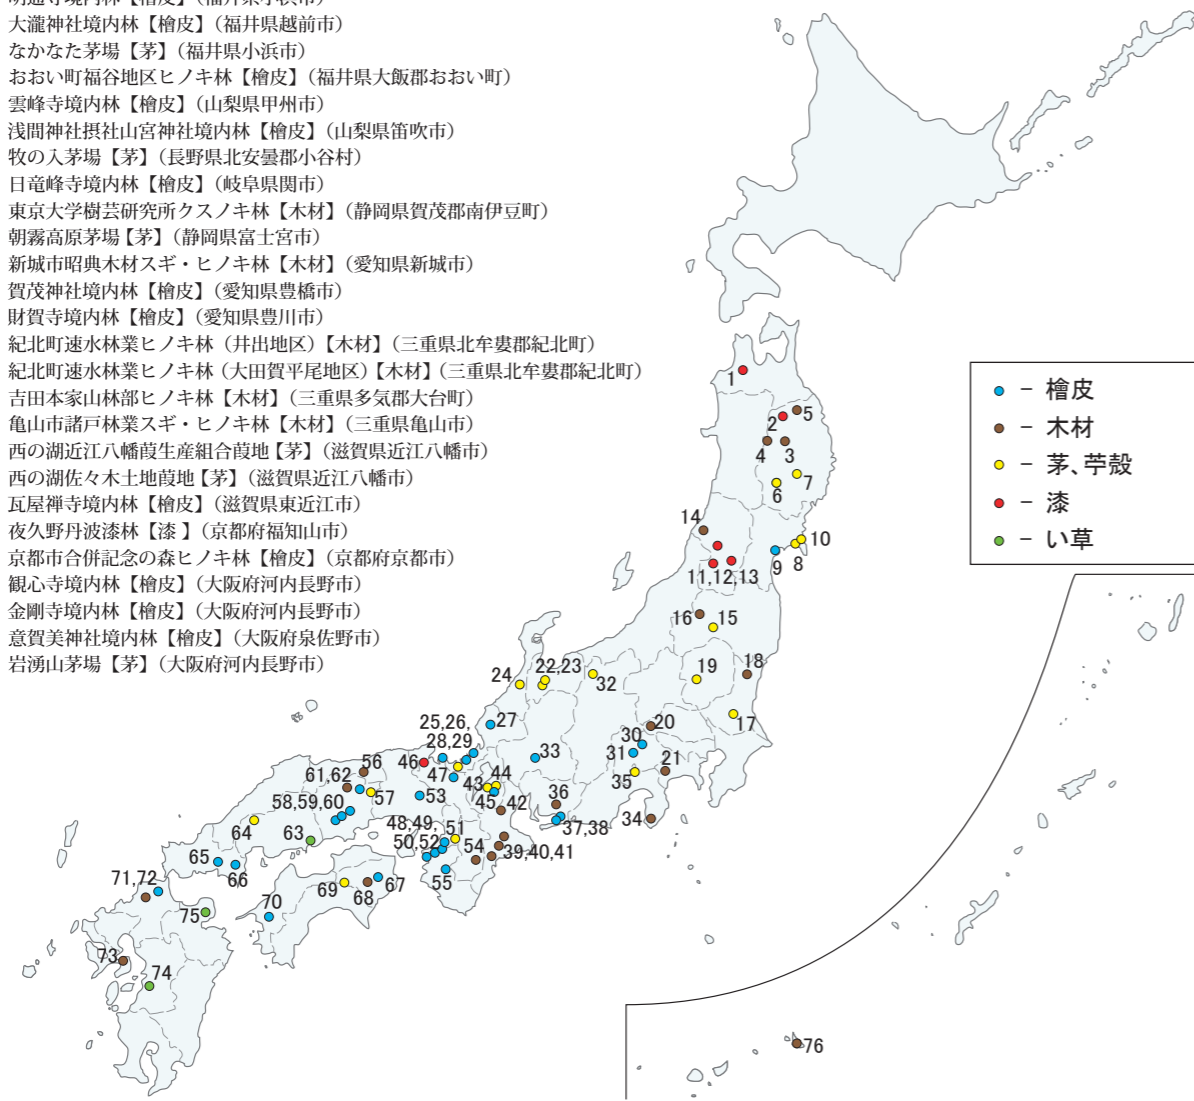 明通寺境内林【檜皮】（福井県小浜市）
大瀧神社境内林【檜皮】（福井県越前市）
なかなた茅場【茅】（福井県小浜市）
おおい町福谷地区ヒノキ林【檜皮】（福井県大飯郡おおい町）
雲峰寺境内林【檜皮】（山梨県甲州市）
浅間神社摂社山宮神社境内林【檜皮】（山梨県笛吹市）
牧の入茅場【茅】（長野県北安曇郡小谷村）
日竜峰寺境内林【檜皮】（岐阜県関市）
東京大学樹芸研究所クスノキ林【木材】（静岡県賀茂郡南伊豆町）
朝霧高原茅場【茅】（静岡県富士宮市）
新城市昭典木材スギ・ヒノキ林【木材】（愛知県新城市）
賀茂神社境内林【檜皮】（愛知県豊橋市）
財賀寺境内林【檜皮】（愛知県豊川市）
紀北町速水林業ヒノキ林（井出地区）【木材】（三重県北牟婁郡紀北町）
紀北町速水林業ヒノキ林（大田賀平尾地区）【木材】（三重県北牟婁郡紀北町）
吉田本家山林部ヒノキ林【木材】（三重県多気郡大台町）
亀山市諸戸林業スギ・ヒノキ林【木材】（三重県亀山市）
西の湖近江八幡葭生産組合葭地【茅】（滋賀県近江八幡市）
西の湖佐々木土地葭地【茅】（滋賀県近江八幡市）
瓦屋禅寺境内林【檜皮】（滋賀県東近江市）
夜久野丹波漆林【漆 】（京都府福知山市）
京都市合併記念の森ヒノキ林【檜皮】（京都府京都市）
観心寺境内林【檜皮】（大阪府河内長野市）
金剛寺境内林【檜皮】（大阪府河内長野市）
意賀美神社境内林【檜皮】（大阪府泉佐野市）
岩湧山茅場【茅】（大阪府河内長野市）
1
5
2
4
3
7
6
14
10
9
8
11,12,13
16
15
22,23
24
32
19
18
17
25,26,
28,29
27
20
30
31
33
21
46
56
61,62
47
43
44
35
57
53
45
42
36
58,59,60
34
37,38
64
63
48,49,
50,52
51
54
39,40,41
65
66
55
71,72
69
68
67
70
75
73
74
76
- 檜皮
- 木材
- 茅、苧殻
- 漆
- い草